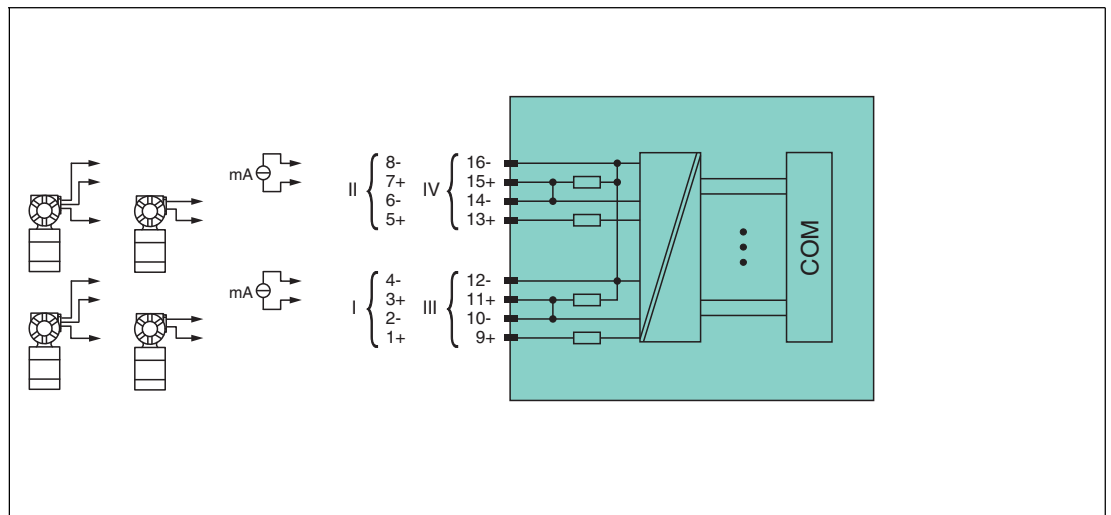 mA
II
8-
7+
6-
5+
IV
16-
15+
14-
13+
mA
I
4-
3+
2-
1+
III
12-
11+
10-
9+
COM